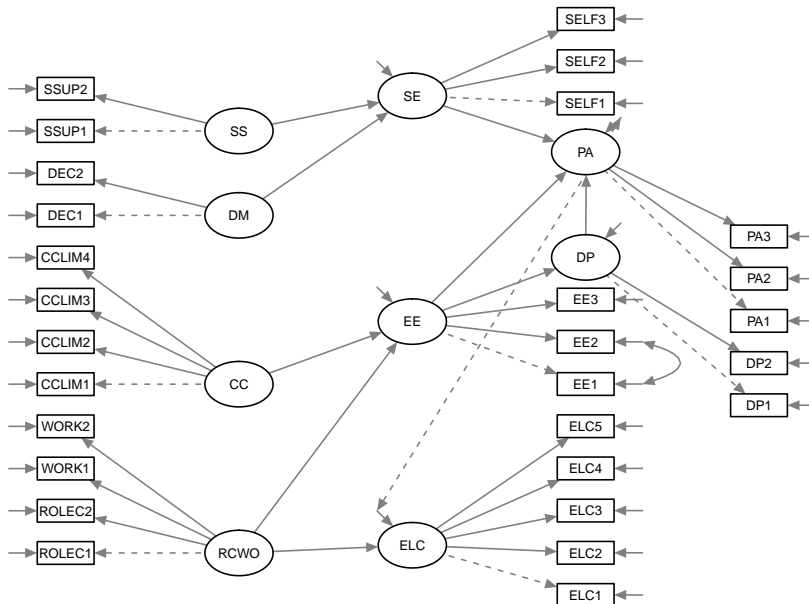 SELF3
SELF2
SELF1
SE
SSUP2
SSUP1
SS
PA
DEC2
DEC1
DM
PA3
PA2
PA1
DP
DP2
DP1
CCLIM4
CCLIM3
CCLIM2
CCLIM1
CC
EE
EE3
EE2
EE1
WORK2
WORK1
ROLEC2
ROLEC1
RCWO
ELC
ELC5
ELC4
ELC3
ELC2
ELC1